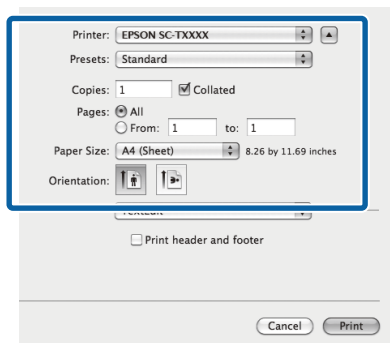 Printer: EPSON SC-TXXXX
Presets: Standard
Copies: 1 Collated
Pages: All
From: 1 to: 1
Paper Size: A4 (Sheet) 8.26 by 11.69 inches
Orientation:
TextEdit
Print header and footer
Cancel Print